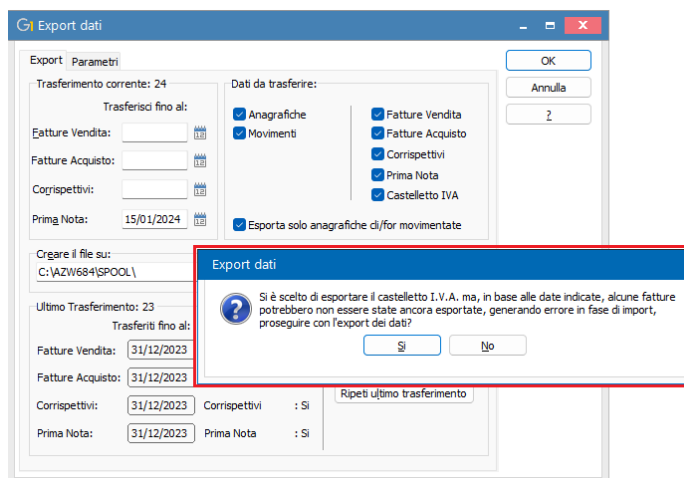 G1 Export dati
Export Parametri
OK
Annulla
?
Trasferimento corrente: 24
Trasferisci fino al:
Fatture Vendita:
Fatture Acquisto:
Corrispettivi:
Prima Nota: 15/01/2024
Dati da trasferire:
Anagrafiche
Movimenti
Fatture Vendita
Fatture Acquisto
Corrispettivi
Prima Nota
Castelletto IVA
Esporta solo anagrafiche cli/for movimentate
Creare il file su:
C:\AZW684\SPOOL\
Export dati
Si è scelto di esportare il castelletto I.V.A. ma, in base alle date indicate, alcune fatture
potrebbero non essere state ancora esportate, generando errore in fase di import,
proseguire con l'export dei dati?
Si No
Ultimo Trasferimento: 23
Trasferiti fino al:
Fatture Vendita: 31/12/2023
Fatture Acquisto: 31/12/2023
Corrispettivi: 31/12/2023 Corrispettivi : Si
Prima Nota: 31/12/2023 Prima Nota : Si
Ripeti ultimo trasferimento